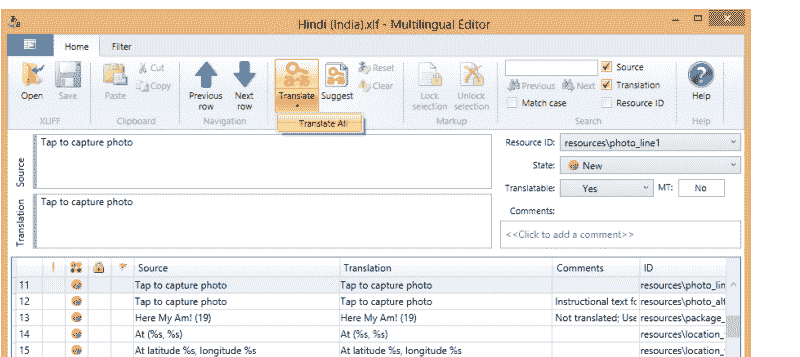 Hindi (India).xlf - Multilingual Editor
Home Filter
Open Save Paste Cut Copy Previous row Next row Translate Suggest Reset Clear Lock selection Unlock selection Previous Next Match case Source Translation Resource ID Help
Translate All
XLIFF Clipboard Navigation Markup Search Help
Source
Tap to capture photo
Translation
Tap to capture photo
Resource ID: resources\photo_line1
State: New
Translatable: Yes MT: No
Comments:
<<Click to add a comment>>
! Source Translation Comments ID
11 Tap to capture photo Tap to capture photo resources\photo_lin
12 Tap to capture photo Tap to capture photo Instructional text fo resources\photo_alt
13 Here My Am! (19) Here My Am! (19) Not translated; Use resources\package_
14 At (%s, %s) At (%s, %s) resources\location_
15 At latitude %s, longitude %s At latitude %s, longitude %s resources\location_